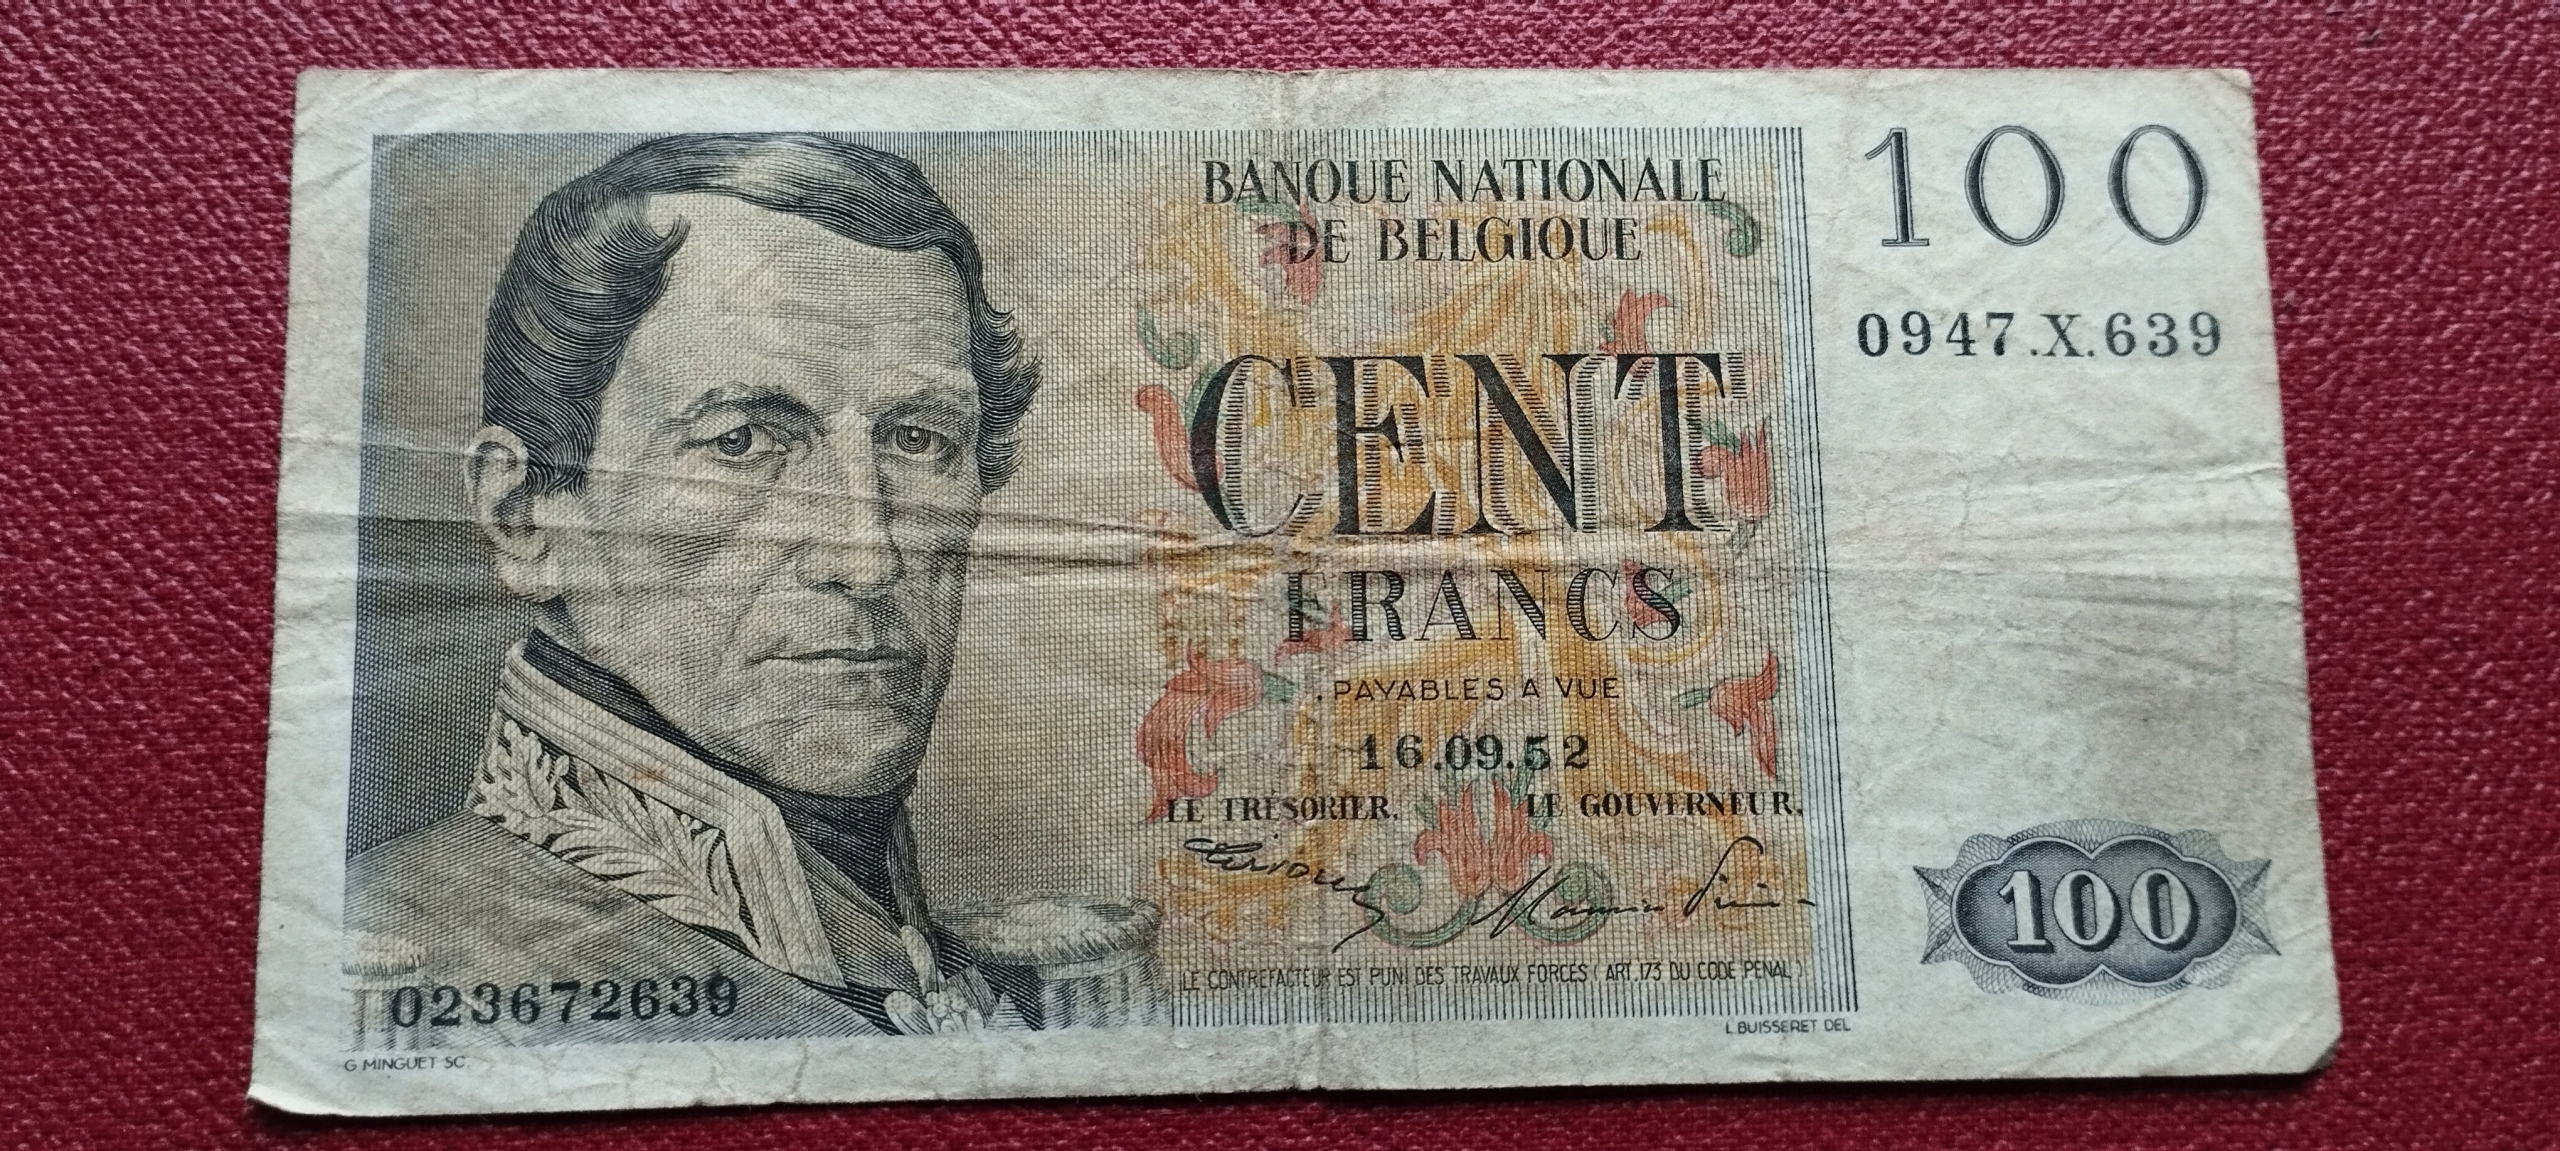 BANQUE NATIONALE
DE BELGIQUE
100
0947.X.639
CENT
FRANCS
PAYABLES A VUE
16.09.52
LE TRÉSORIER, LE GOUVERNEUR,
LE CONTREFACTEUR EST PUNI DES TRAVAUX FORCES ( ART. 173 DU CODE PENAL )
100
023672639
G MINGUET SC.
L BUISSERET DEL